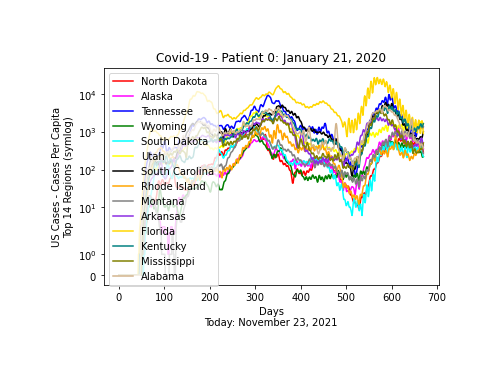 Covid-19 - Patient 0: January 21, 2020
US Cases - Cases Per Capita
Top 14 Regions (symlog)
10⁴
10³
10²
10¹
10⁰
0
North Dakota
Alaska
Tennessee
Wyoming
South Dakota
Utah
South Carolina
Rhode Island
Montana
Arkansas
Florida
Kentucky
Mississippi
Alabama
0 100 200 300 400 500 600 700
Days
Today: November 23, 2021